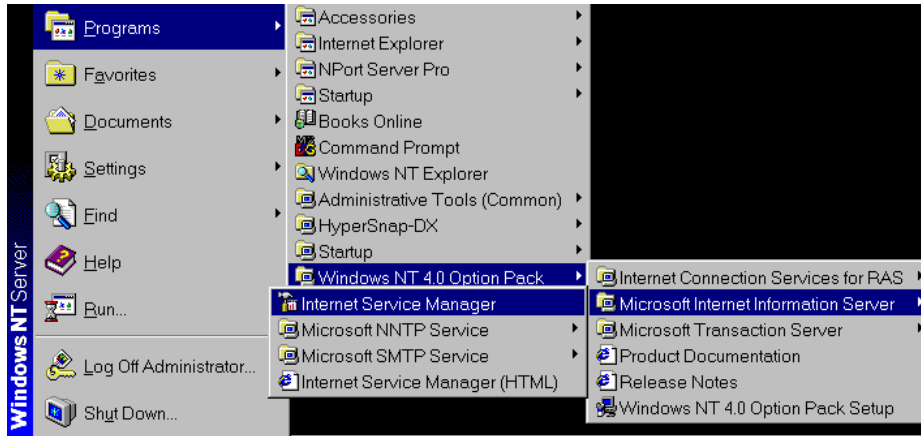 Programs
Favorites
Documents
Settings
Find
Help
Run...
Log Off Administrator...
Shut Down...
Windows NT Server
Accessories
Internet Explorer
NPort Server Pro
Startup
Books Online
Command Prompt
Windows NT Explorer
Administrative Tools (Common)
HyperSnap-DX
Startup
Windows NT 4.0 Option Pack
Internet Connection Services for RAS
Microsoft Internet Information Server
Microsoft Transaction Server
Product Documentation
Release Notes
Windows NT 4.0 Option Pack Setup
Internet Service Manager
Microsoft NNTP Service
Microsoft SMTP Service
Internet Service Manager (HTML)